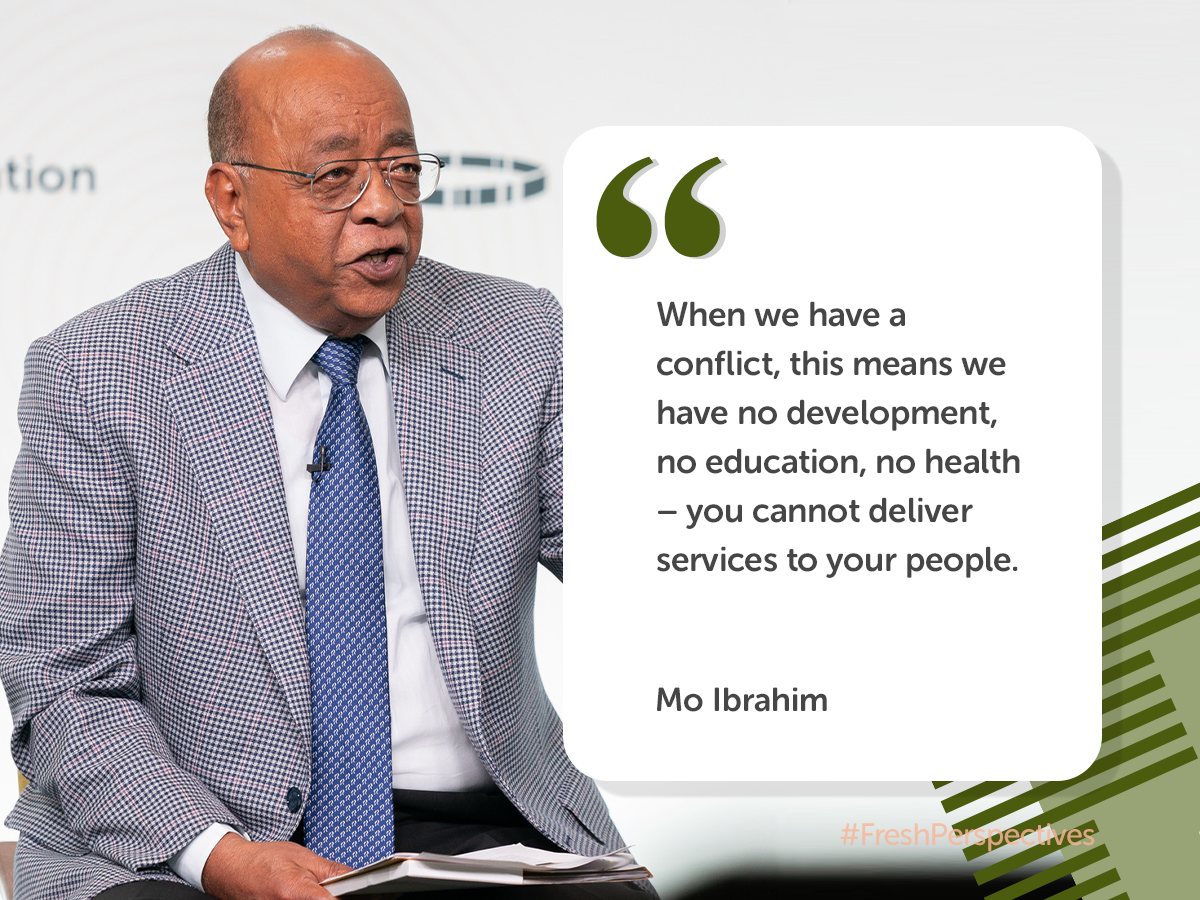 ation
When we have a
conflict, this means we
have no development,
no education, no health
– you cannot deliver
services to your people.
Mo Ibrahim
#FreshPerspectives